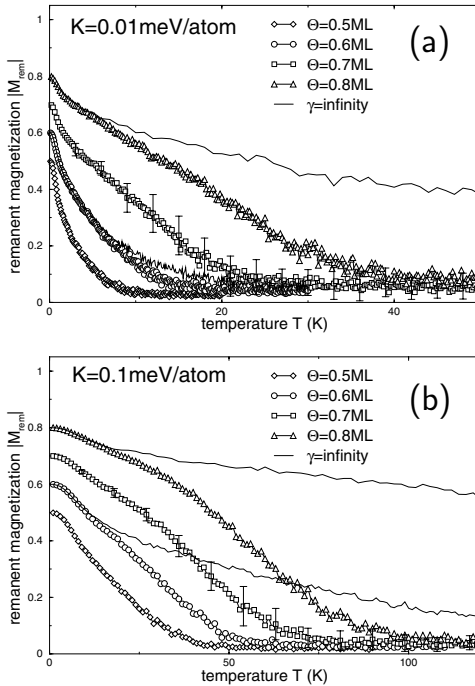 K=0.01meV/atom
(a)
Θ=0.5ML
Θ=0.6ML
Θ=0.7ML
Θ=0.8ML
γ=infinity
remanent magnetization |M_rem|
1
0.8
0.6
0.4
0.2
0
0 20 40
temperature T (K)
K=0.1meV/atom
(b)
Θ=0.5ML
Θ=0.6ML
Θ=0.7ML
Θ=0.8ML
γ=infinity
remanent magnetization |M_rem|
1
0.8
0.6
0.4
0.2
0
0 50 100
temperature T (K)